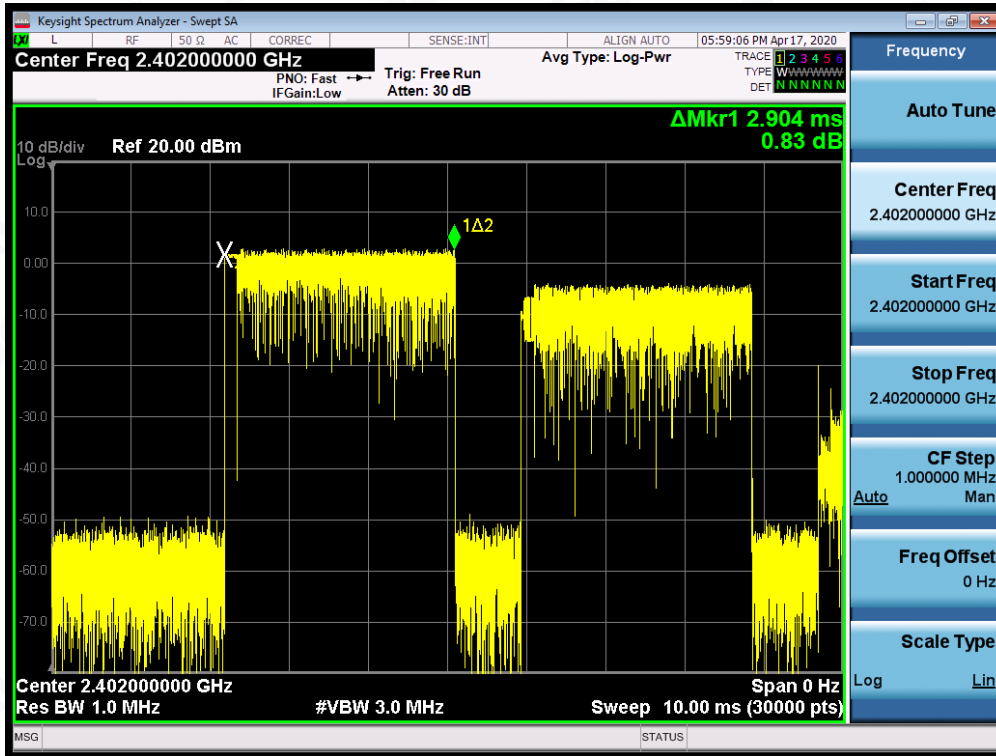 Keysight Spectrum Analyzer - Swept SA
LXI L RF 50 Ω AC CORREC SENSE:INT ALIGN AUTO 05:59:06 PM Apr 17, 2020
Center Freq 2.402000000 GHz
PNO: Fast
IFGain:Low
Trig: Free Run
Atten: 30 dB
Avg Type: Log-Pwr
TRACE 1 2 3 4 5 6
TYPE WWWWWW
DET N N N N N N
ΔMkr1 2.904 ms
0.83 dB
10 dB/div Ref 20.00 dBm
Log
10.0
0.00
-10.0
-20.0
-30.0
-40.0
-50.0
-60.0
-70.0
X
1Δ2
Center 2.402000000 GHz Span 0 Hz
Res BW 1.0 MHz #VBW 3.0 MHz Sweep 10.00 ms (30000 pts)
MSG STATUS
Frequency
Auto Tune
Center Freq
2.402000000 GHz
Start Freq
2.402000000 GHz
Stop Freq
2.402000000 GHz
CF Step
1.000000 MHz
Auto Man
Freq Offset
0 Hz
Scale Type
Log Lin